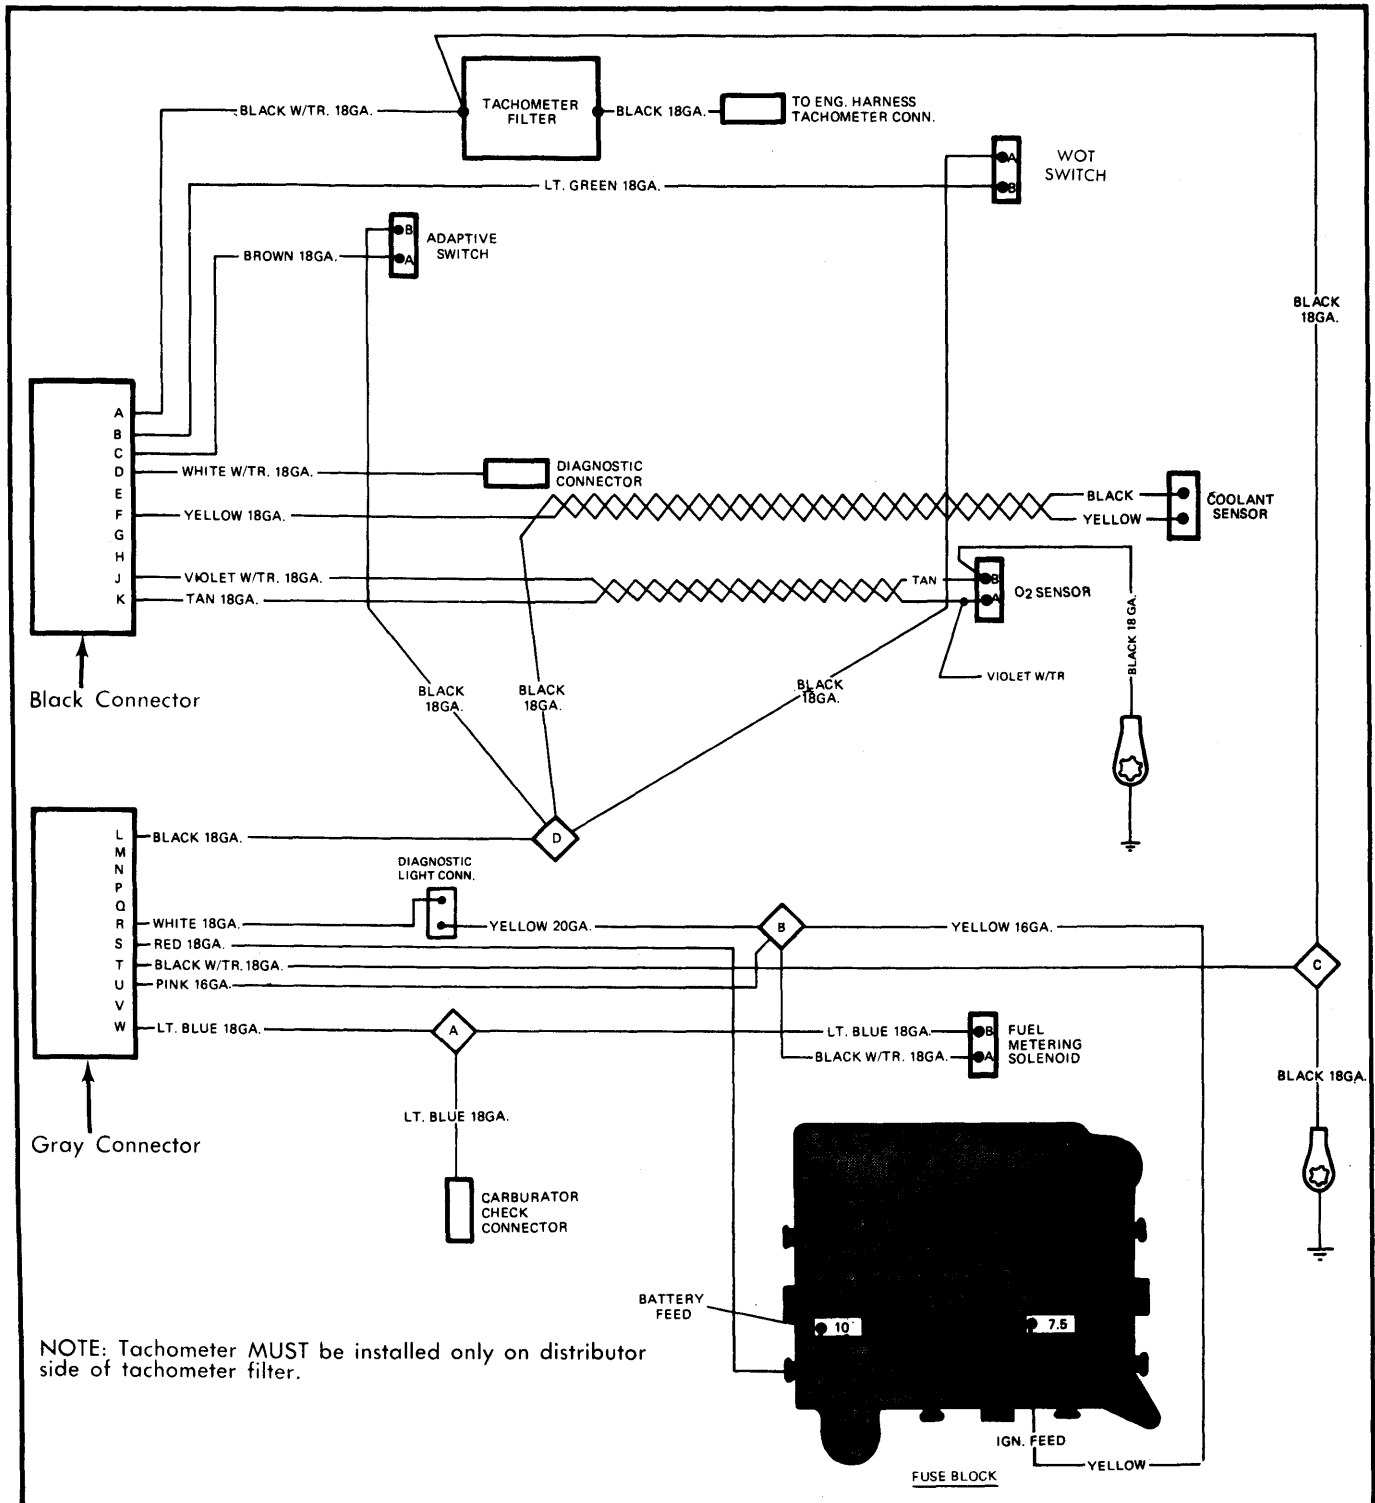 BLACK W/TR. 18GA.
TACHOMETER
FILTER
BLACK 18GA.
TO ENG. HARNESS
TACHOMETER CONN.
A
B
WOT
SWITCH
LT. GREEN 18GA.
B
A
ADAPTIVE
SWITCH
BROWN 18GA.
BLACK
18GA.
A
B
C
D
E
F
G
H
J
K
WHITE W/TR. 18GA.
DIAGNOSTIC
CONNECTOR
YELLOW 18GA.
BLACK
YELLOW
COOLANT
SENSOR
VIOLET W/TR. 18GA.
TAN 18GA.
TAN
B
A
O2 SENSOR
BLACK 18 GA.
VIOLET W/TR
Black Connector
BLACK
18GA.
BLACK
18GA.
BLACK
18GA.
L
M
N
P
Q
R
S
T
U
V
W
BLACK 18GA.
D
DIAGNOSTIC
LIGHT CONN.
WHITE 18GA.
YELLOW 20GA.
B
YELLOW 16GA.
RED 18GA.
BLACK W/TR. 18GA.
C
PINK 16GA.
LT. BLUE 18GA.
A
LT. BLUE 18GA.
BLACK W/TR. 18GA.
B
A
FUEL
METERING
SOLENOID
BLACK 18GA.
LT. BLUE 18GA.
Gray Connector
CARBURATOR
CHECK
CONNECTOR
BATTERY
FEED
10
7.5
NOTE: Tachometer MUST be installed only on distributor
side of tachometer filter.
IGN. FEED
YELLOW
FUSE BLOCK